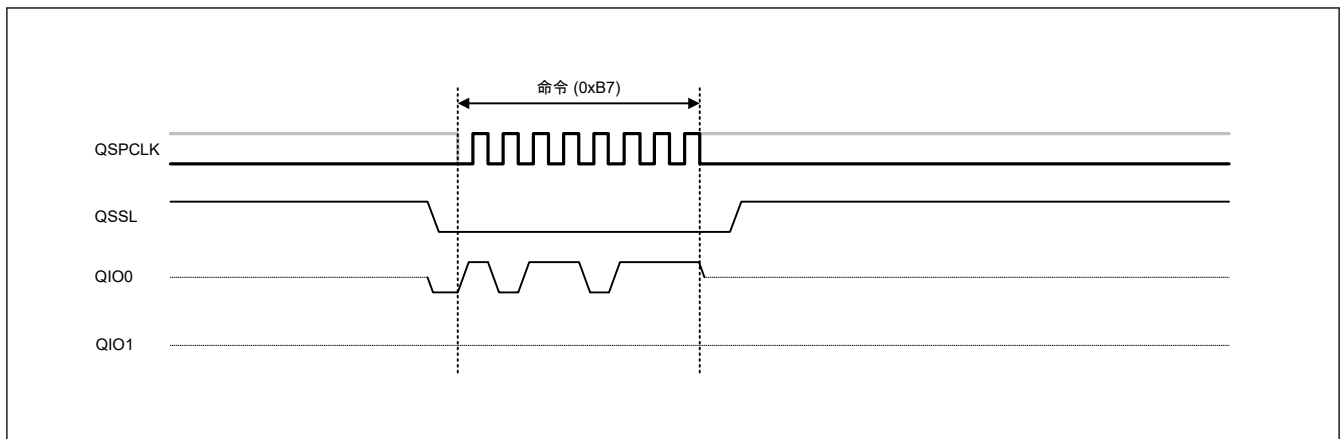 命令 (0xB7)
QSPCLK
QSSL
QIO0
QIO1